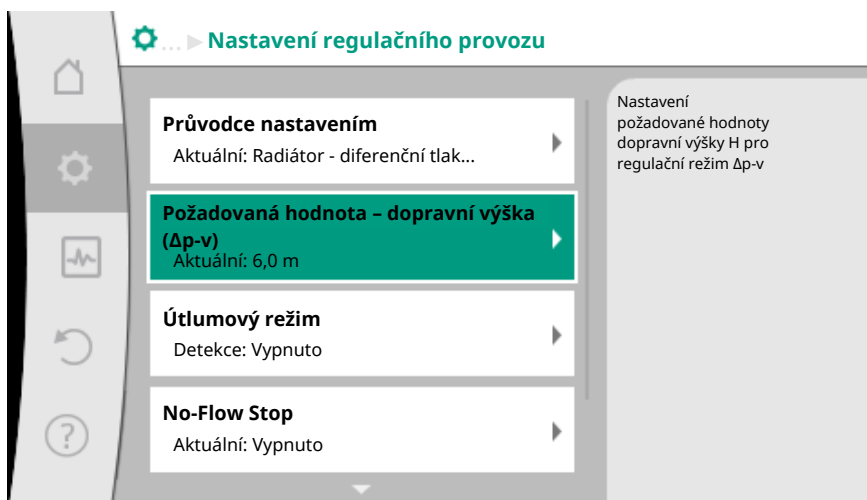 ... Nastavení regulačního provozu
Průvodce nastavením
Aktuální: Radiátor - diferenční tlak...
Požadovaná hodnota – dopravní výška
(Δp-v)
Aktuální: 6,0 m
Útlumový režim
Detekce: Vypnuto
No-Flow Stop
Aktuální: Vypnuto
Nastavení
požadované hodnoty
dopravní výšky H pro
regulační režim Δp-v
?